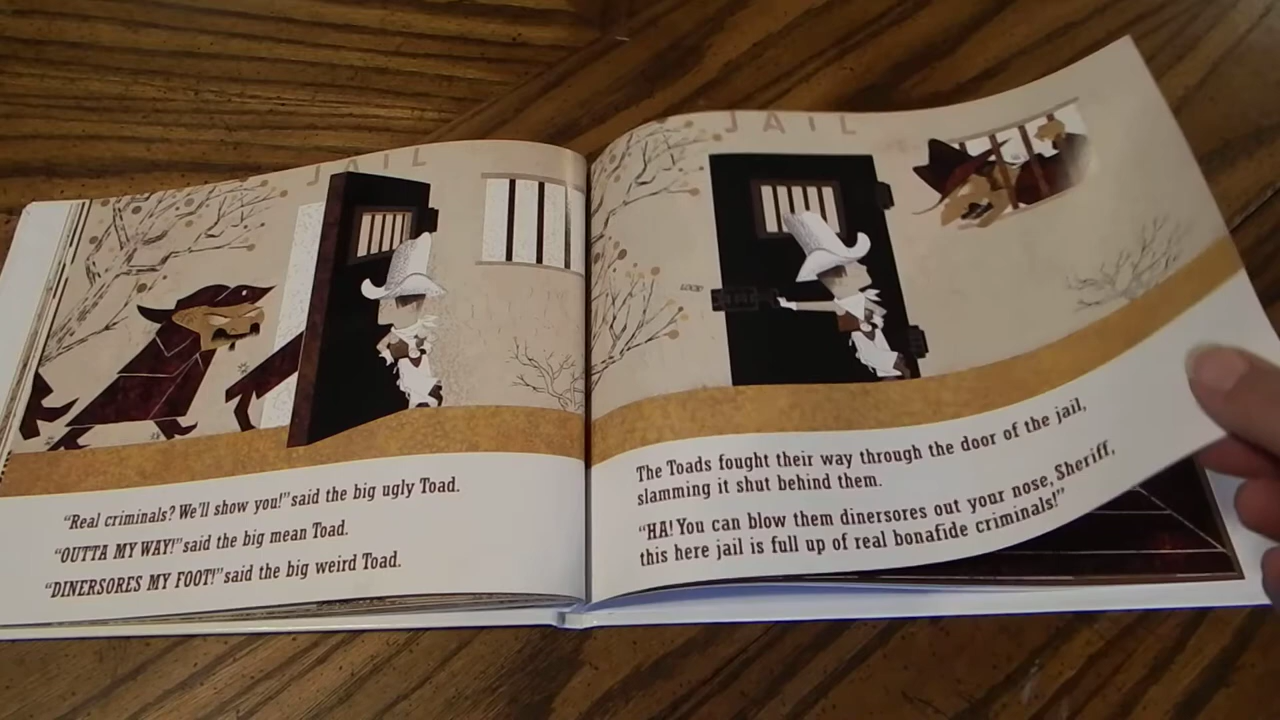 JAIL
"Real criminals? We'll show you!" said the big ugly Toad.
"OUTTA MY WAY!" said the big mean Toad.
"DINERSORES MY FOOT!" said the big weird Toad.
JAIL
LOCK!
The Toads fought their way through the door of the jail,
slamming it shut behind them.
"HA! You can blow them dinersores out your nose, Sheriff,
this here jail is full up of real bonafide criminals!"